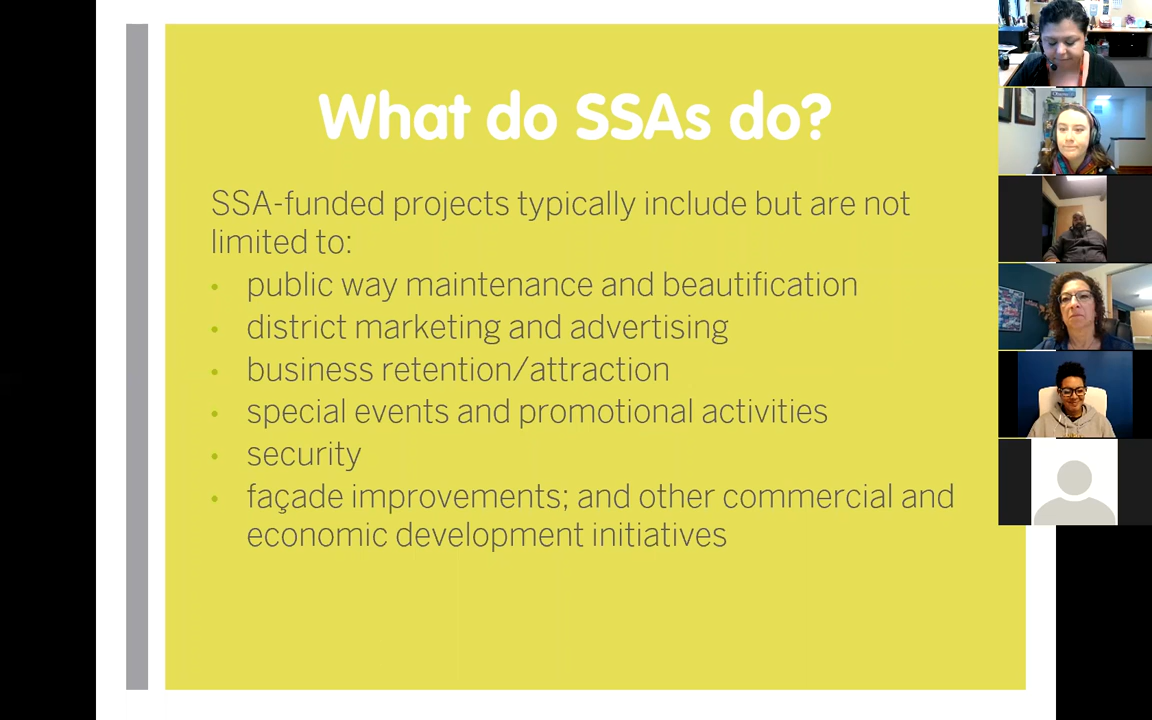 What do SSAs do?
SSA-funded projects typically include but are not
limited to:
• public way maintenance and beautification
• district marketing and advertising
• business retention/attraction
• special events and promotional activities
• security
• façade improvements; and other commercial and
economic development initiatives